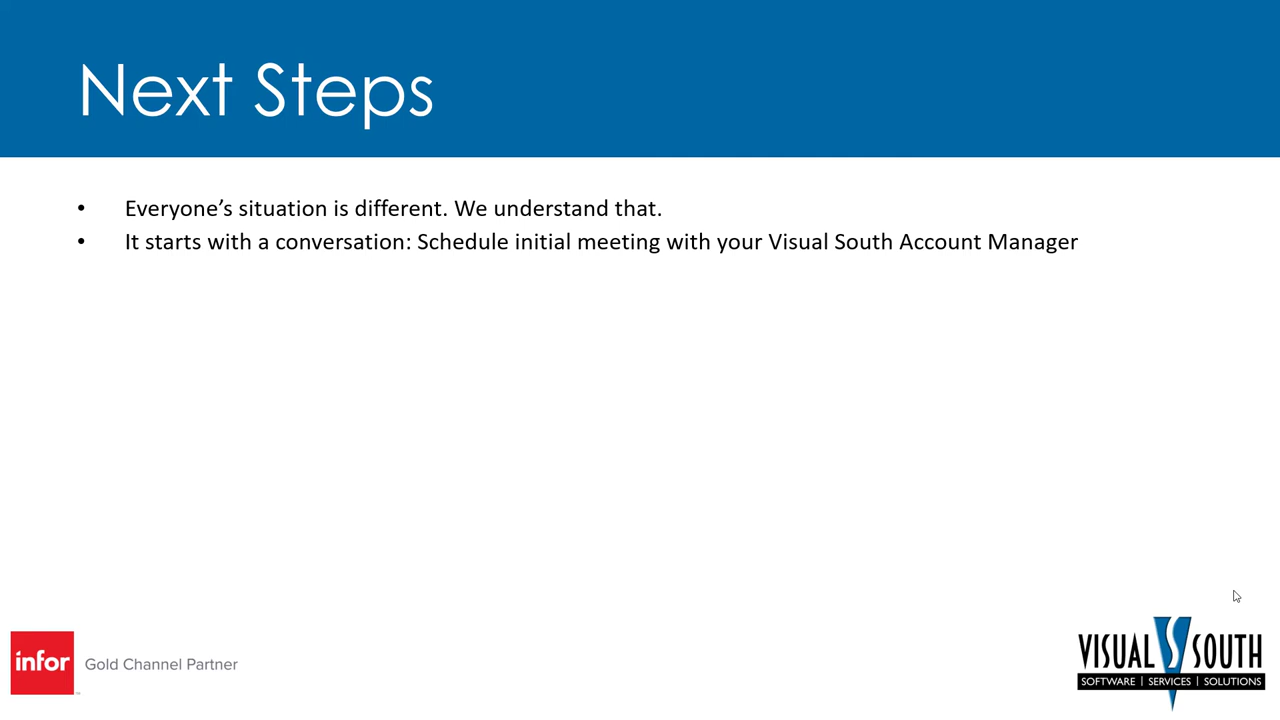 Next Steps
• Everyone’s situation is different. We understand that.
• It starts with a conversation: Schedule initial meeting with your Visual South Account Manager
infor
Gold Channel Partner
VISUAL SOUTH
SOFTWARE | SERVICES | SOLUTIONS